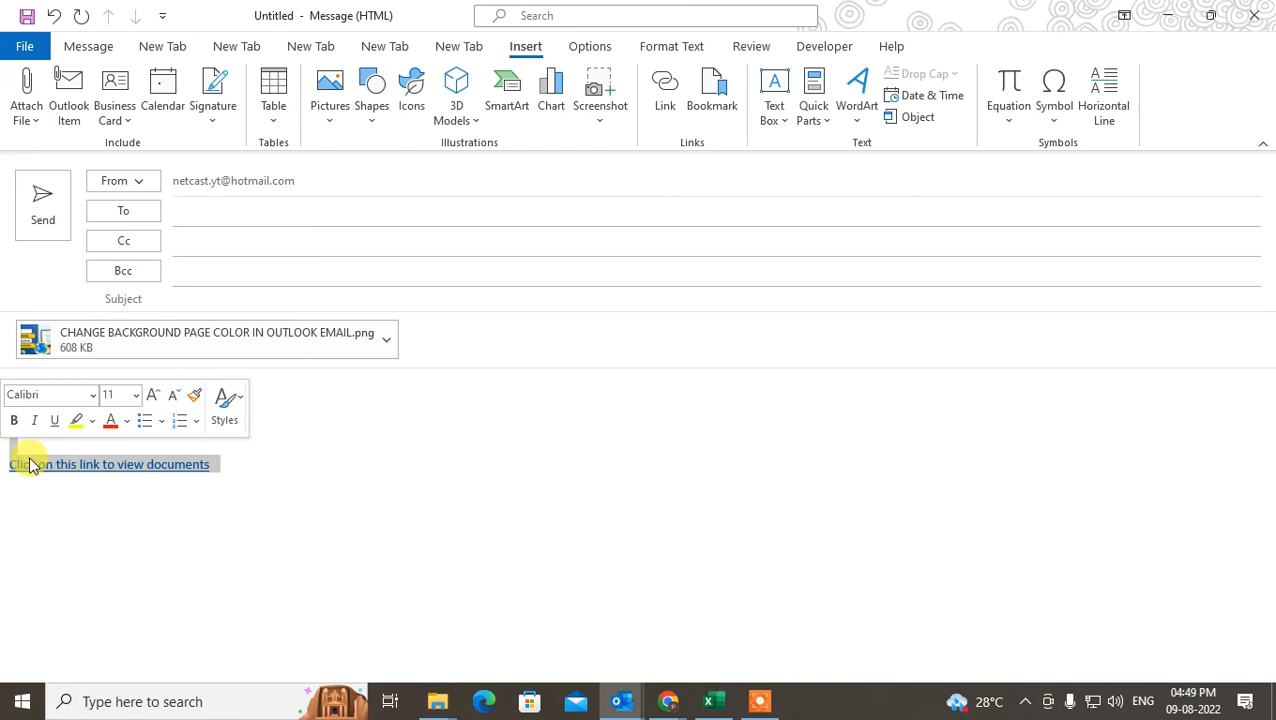 Untitled - Message (HTML)
Search
File Message New Tab New Tab New Tab New Tab New Tab Insert Options Format Text Review Developer Help
Attach File
Outlook Item
Business Card
Calendar
Signature
Table
Pictures
Shapes
Icons
3D Models
SmartArt
Chart
Screenshot
Link
Bookmark
Text Box
Quick Parts
WordArt
Drop Cap
Date & Time
Object
Equation
Symbol
Horizontal Line
Include Tables Illustrations Links Text Symbols
Send
From netcast.yt@hotmail.com
To
Cc
Bcc
Subject
CHANGE BACKGROUND PAGE COLOR IN OUTLOOK EMAIL.png
608 KB
Calibri 11
B I U A Styles
Click on this link to view documents
Type here to search
28°C
ENG
04:49 PM
09-08-2022